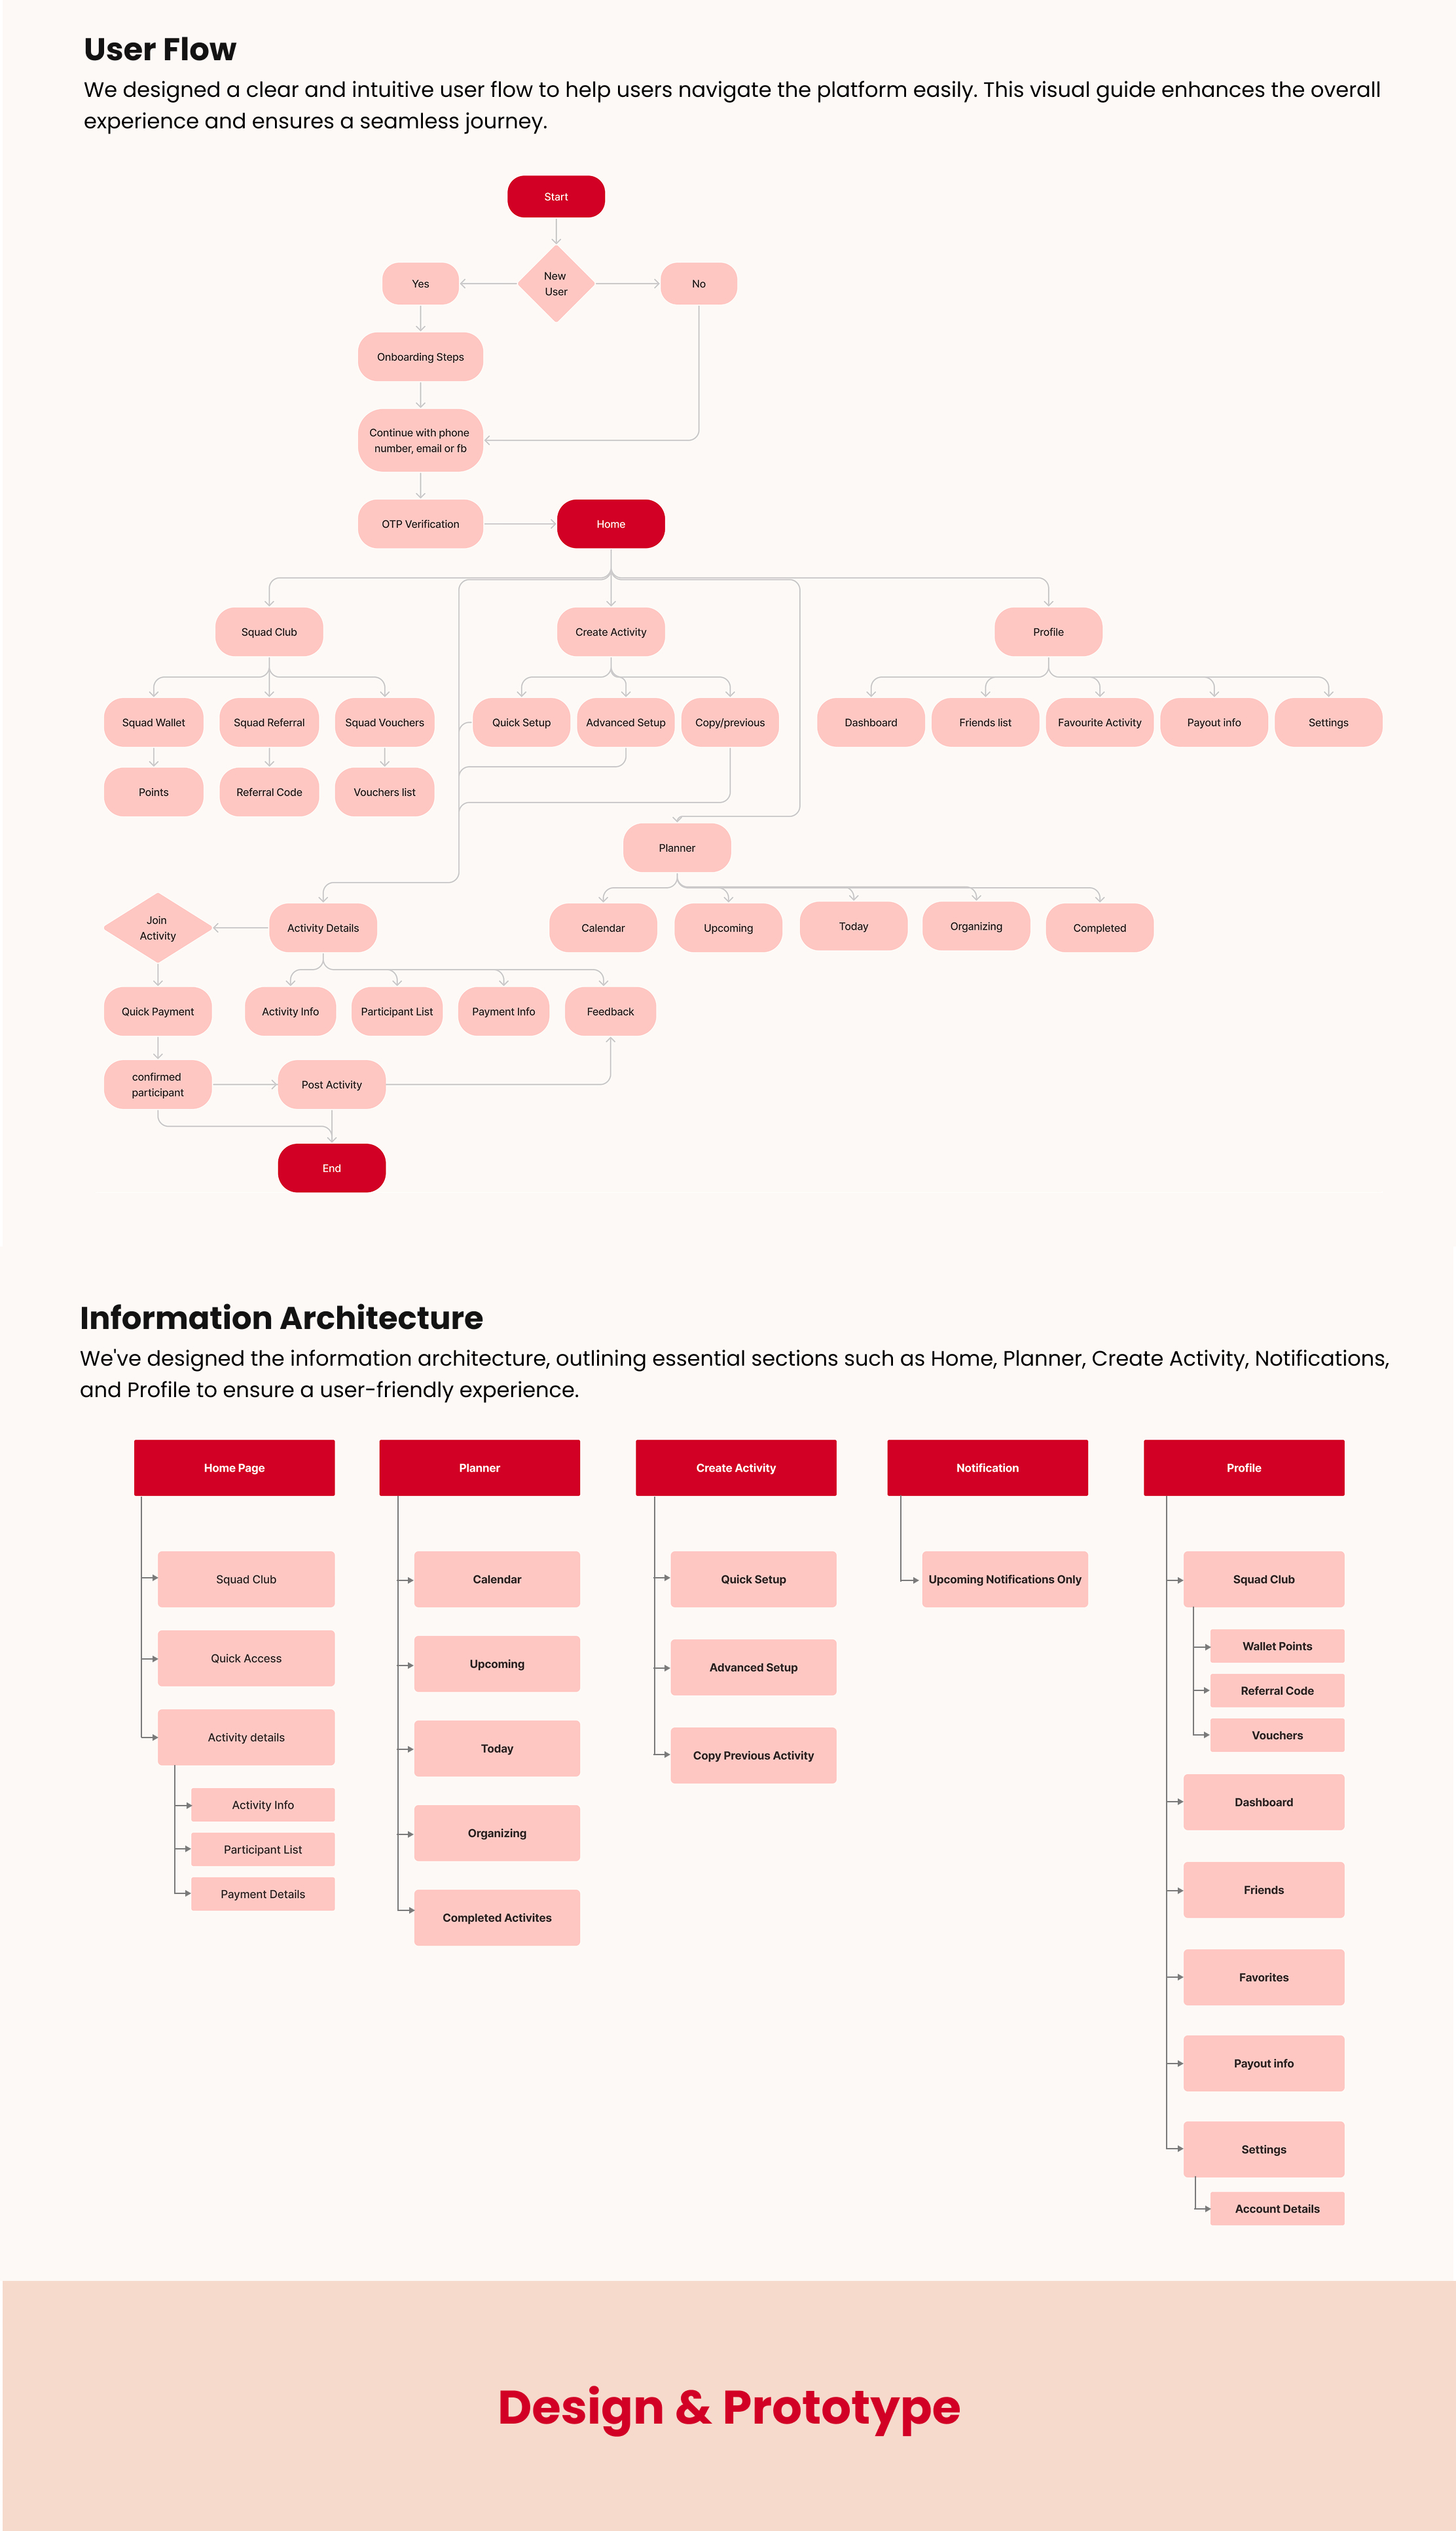 User Flow
We designed a clear and intuitive user flow to help users navigate the platform easily. This visual guide enhances the overall
experience and ensures a seamless journey.
Start
New
User
Yes
No
Onboarding Steps
Continue with phone
number, email or fb
OTP Verification
Home
Squad Club
Create Activity
Profile
Squad Wallet
Squad Referral
Squad Vouchers
Quick Setup
Advanced Setup
Copy/previous
Dashboard
Friends list
Favourite Activity
Payout info
Settings
Points
Referral Code
Vouchers list
Planner
Join
Activity
Activity Details
Calendar
Upcoming
Today
Organizing
Completed
Quick Payment
Activity Info
Participant List
Payment Info
Feedback
confirmed
participant
Post Activity
End
Information Architecture
We've designed the information architecture, outlining essential sections such as Home, Planner, Create Activity, Notifications,
and Profile to ensure a user-friendly experience.
Home Page
Squad Club
Quick Access
Activity details
Activity Info
Participant List
Payment Details
Planner
Calendar
Upcoming
Today
Organizing
Completed Activites
Create Activity
Quick Setup
Advanced Setup
Copy Previous Activity
Notification
Upcoming Notifications Only
Profile
Squad Club
Wallet Points
Referral Code
Vouchers
Dashboard
Friends
Favorites
Payout info
Settings
Account Details
Design & Prototype